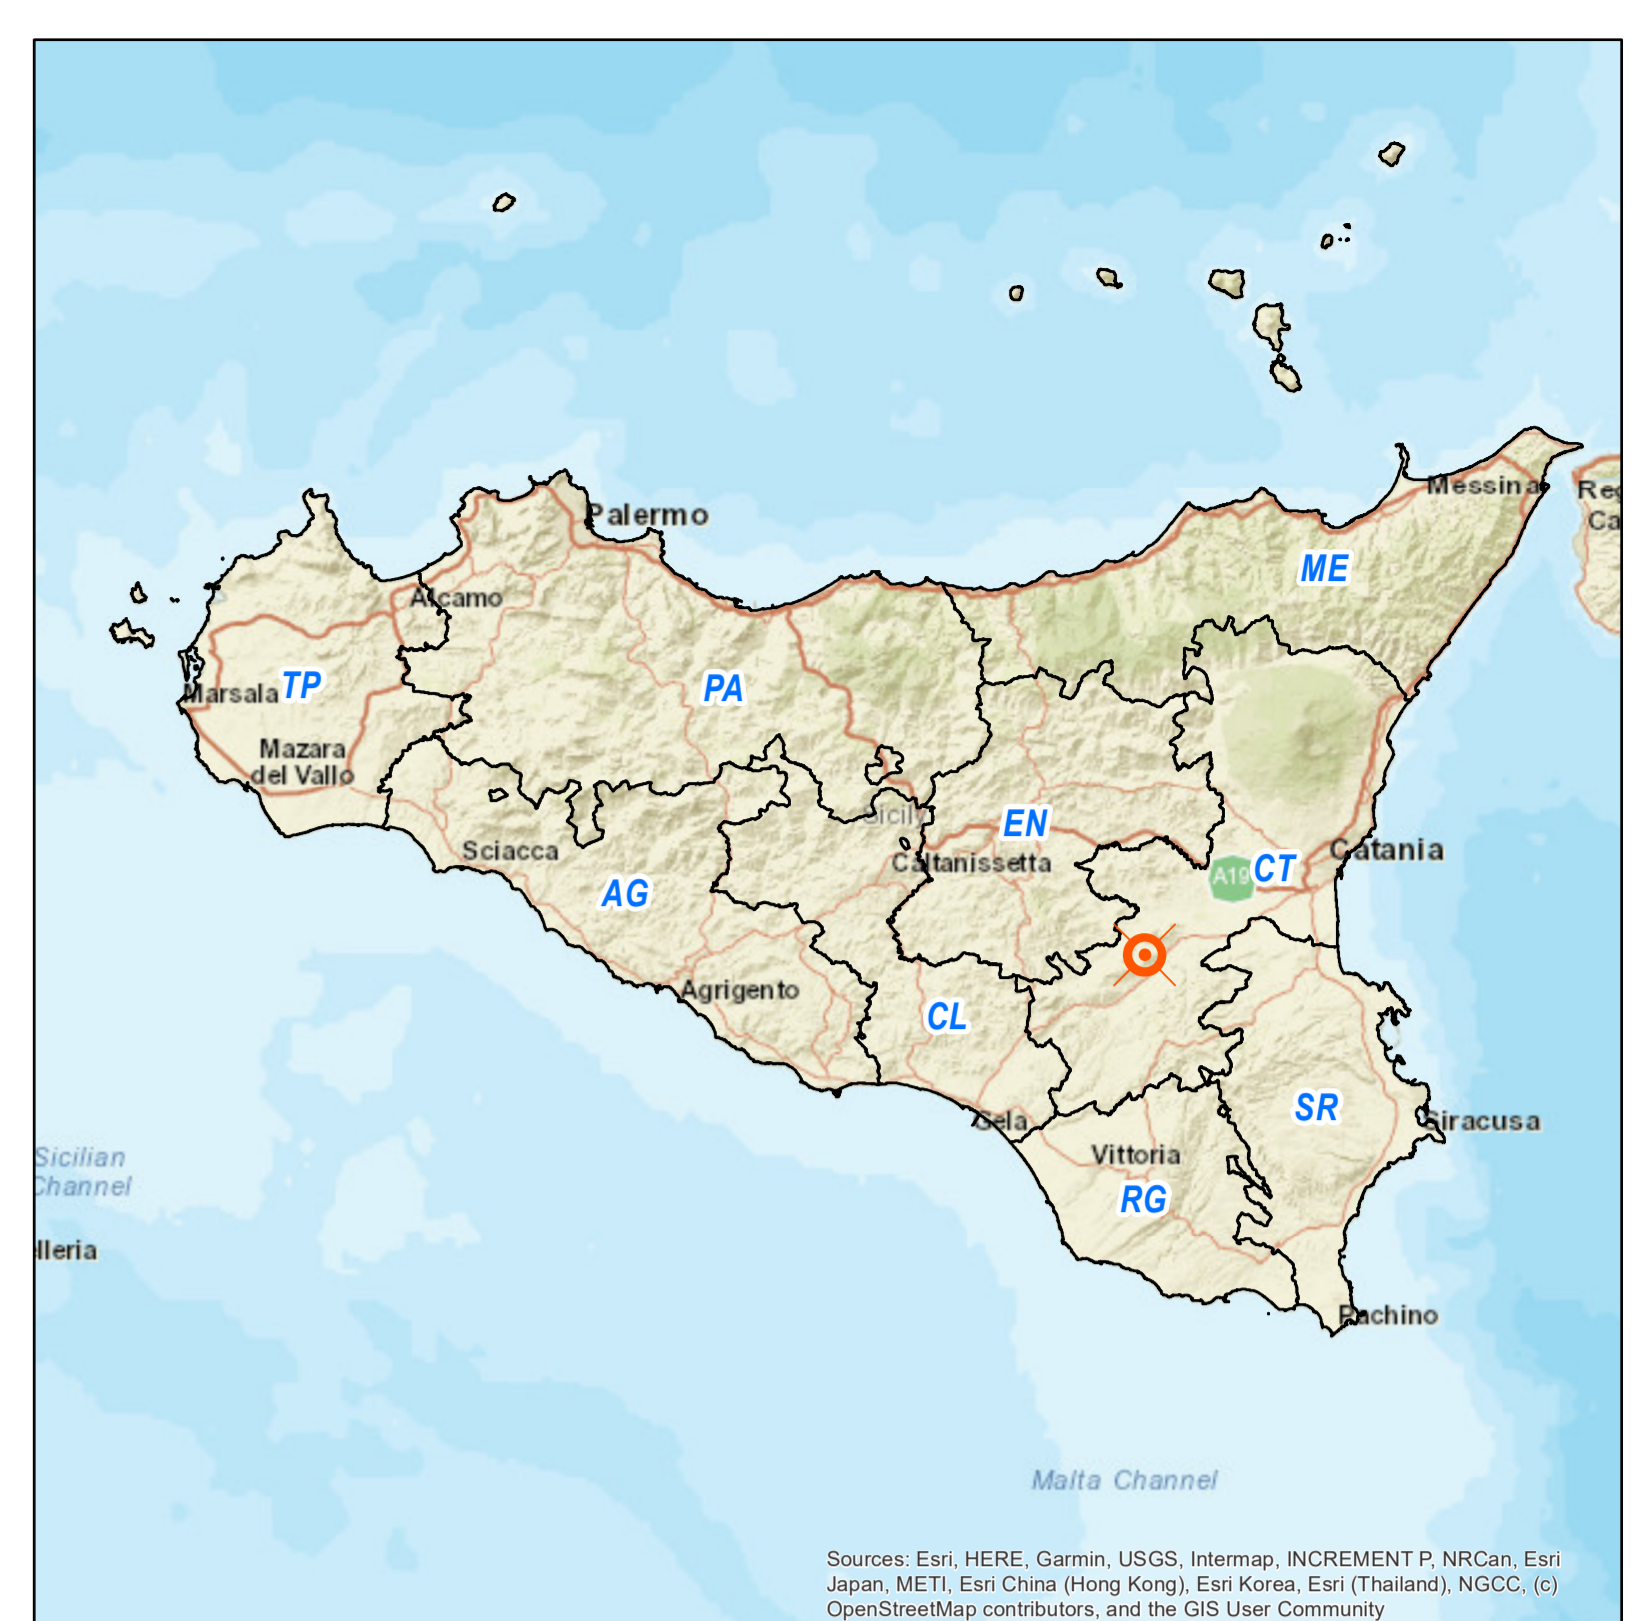 Palermo
Messina
Reg
Ca
ME
Alcamo
TP
Marsala
PA
Mazara
del Vallo
Sicily
EN
Sciacca
Caltanissetta
Catania
A19
CT
AG
Agrigento
CL
SR
Gela
Siracusa
Vittoria
Sicilian
Channel
RG
lleria
Pachino
Malta Channel
Sources: Esri, HERE, Garmin, USGS, Intermap, INCREMENT P, NRCan, Esri
Japan, METI, Esri China (Hong Kong), Esri Korea, Esri (Thailand), NGCC, (c)
OpenStreetMap contributors, and the GIS User Community